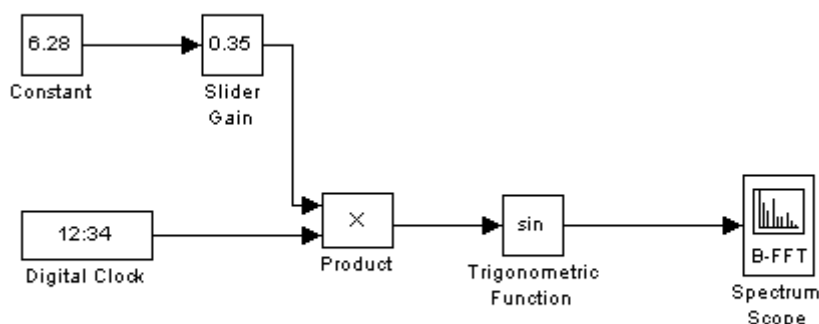 6.28
Constant
0.35
Slider
Gain
12:34
Digital Clock
×
Product
sin
Trigonometric
Function
B-FFT
Spectrum
Scope